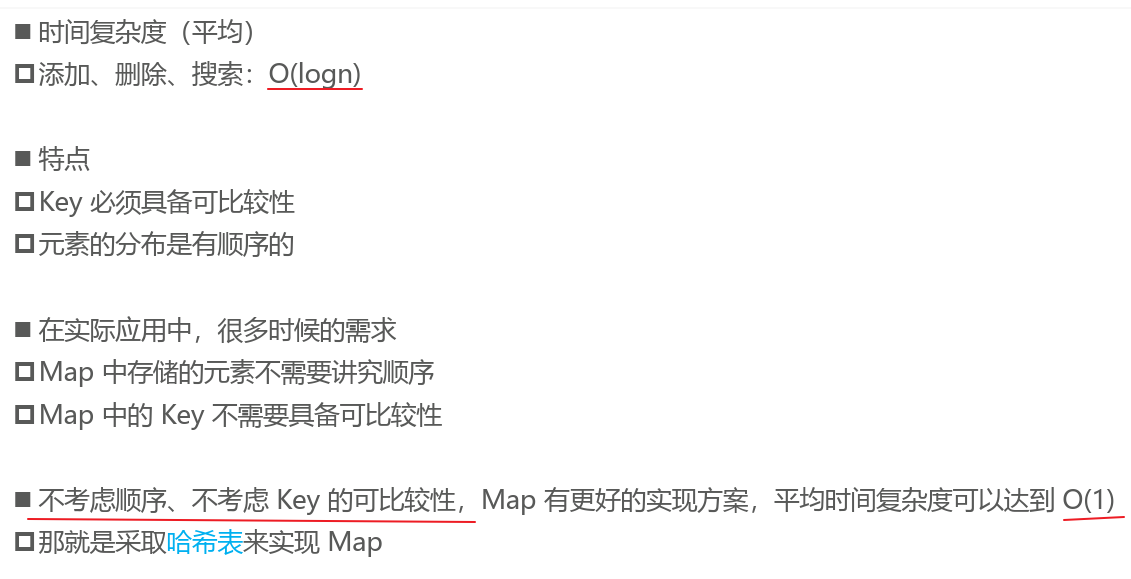 ■ 时间复杂度（平均）
□添加、删除、搜索：O(logn)
■ 特点
□Key 必须具备可比较性
□元素的分布是有顺序的
■ 在实际应用中，很多时候的需求
□Map 中存储的元素不需要讲究顺序
□Map 中的 Key 不需要具备可比较性
■ 不考虑顺序、不考虑 Key 的可比较性，Map 有更好的实现方案，平均时间复杂度可以达到 O(1)
□那就是采取哈希表来实现 Map